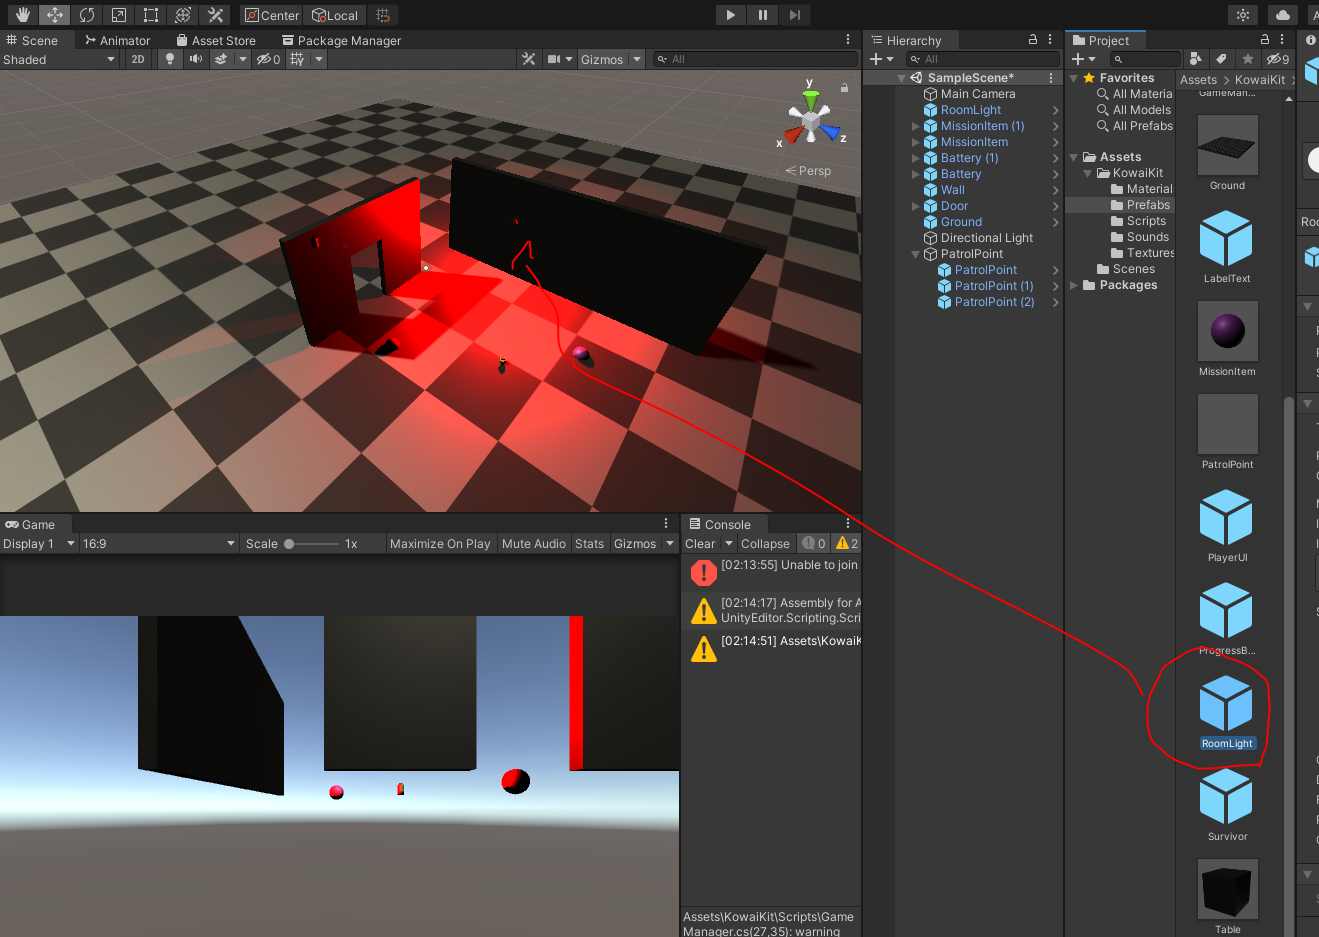 Center
Local
Scene
Animator
Asset Store
Package Manager
Shaded
2D
0
Gizmos
All
y
x
z
Persp
Hierarchy
All
SampleScene*
Main Camera
RoomLight
MissionItem (1)
MissionItem
Battery (1)
Battery
Wall
Door
Ground
Directional Light
PatrolPoint
PatrolPoint
PatrolPoint (1)
PatrolPoint (2)
Project
9
Favorites
All Materia
All Models
All Prefabs
Assets
KowaiKit
Material
Prefabs
Scripts
Sounds
Textures
Scenes
Packages
Assets > KowaiKit >
GameMan...
Ground
LabelText
MissionItem
PatrolPoint
PlayerUI
ProgressB...
RoomLight
Survivor
Table
Roo
Game
Display 1
16:9
Scale
1x
Maximize On Play
Mute Audio
Stats
Gizmos
Console
Clear
Collapse
0
2
[02:13:55] Unable to join
[02:14:17] Assembly for A
UnityEditor.Scripting.Scri
[02:14:51] Assets\KowaiK
Assets\KowaiKit\Scripts\Game
Manager.cs(27,35): warning